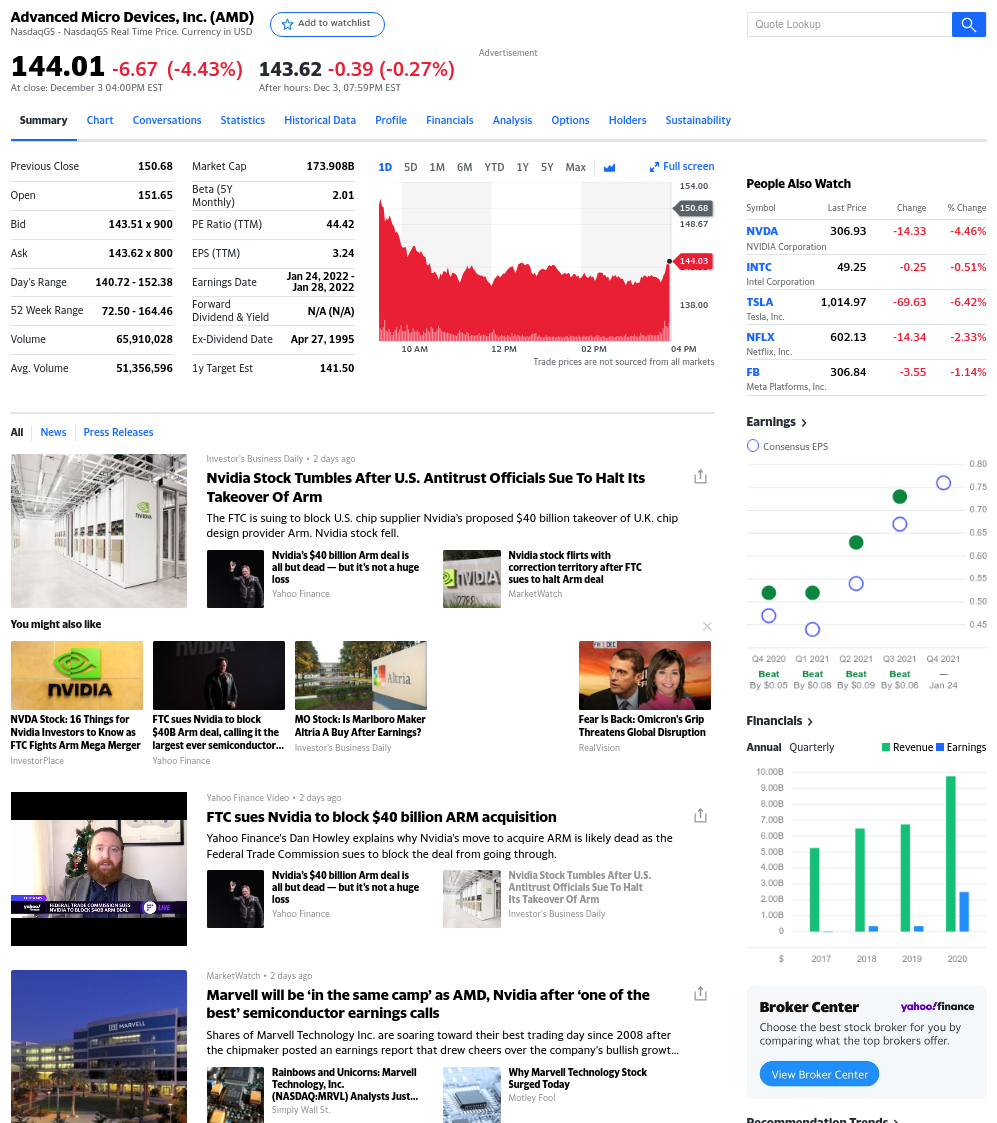 Advanced Micro Devices, Inc. (AMD)
Add to watchlist
NasdaqGS - NasdaqGS Real Time Price. Currency in USD
Quote Lookup
Advertisement
144.01 -6.67 (-4.43%)
At close: December 3 04:00PM EST
143.62 -0.39 (-0.27%)
After hours: Dec 3, 07:59PM EST
Summary Chart Conversations Statistics Historical Data Profile Financials Analysis Options Holders Sustainability
Previous Close 150.68
Open 151.65
Bid 143.51 x 900
Ask 143.62 x 800
Day's Range 140.72 - 152.38
52 Week Range 72.50 - 164.46
Volume 65,910,028
Avg. Volume 51,356,596
Market Cap 173.908B
Beta (5Y
Monthly) 2.01
PE Ratio (TTM) 44.42
EPS (TTM) 3.24
Earnings Date Jan 24, 2022 -
Jan 28, 2022
Forward
Dividend & Yield N/A (N/A)
Ex-Dividend Date Apr 27, 1995
1y Target Est 141.50
1D 5D 1M 6M YTD 1Y 5Y Max
Full screen
154.00
150.68
148.67
144.03
138.00
10 AM 12 PM 02 PM 04 PM
Trade prices are not sourced from all markets
People Also Watch
Symbol Last Price Change % Change
NVDA 306.93 -14.33 -4.46%
NVIDIA Corporation
INTC 49.25 -0.25 -0.51%
Intel Corporation
TSLA 1,014.97 -69.63 -6.42%
Tesla, Inc.
NFLX 602.13 -14.34 -2.33%
Netflix, Inc.
FB 306.84 -3.55 -1.14%
Meta Platforms, Inc.
Earnings
Consensus EPS
0.80
0.75
0.70
0.65
0.60
0.55
0.50
0.45
Q4 2020 Q1 2021 Q2 2021 Q3 2021 Q4 2021
Beat Beat Beat Beat —
By $0.05 By $0.08 By $0.09 By $0.06 Jan 24
Financials
Annual Quarterly
Revenue Earnings
10.00B
9.00B
8.00B
7.00B
6.00B
5.00B
4.00B
3.00B
2.00B
1.00B
0
$ 2017 2018 2019 2020
Broker Center
yahoo!finance
Choose the best stock broker for you by
comparing what the top brokers offer.
View Broker Center
Recommendation Trends
All News Press Releases
NVIDIA
Investor's Business Daily • 2 days ago
Nvidia Stock Tumbles After U.S. Antitrust Officials Sue To Halt Its
Takeover Of Arm
The FTC is suing to block U.S. chip supplier Nvidia's proposed $40 billion takeover of U.K. chip
design provider Arm. Nvidia stock fell.
Nvidia's $40 billion Arm deal is
all but dead — but it's not a huge
loss
Yahoo Finance
NVIDIA
Nvidia stock flirts with
correction territory after FTC
sues to halt Arm deal
MarketWatch
You might also like
NVIDIA
NVDA Stock: 16 Things for
Nvidia Investors to Know as
FTC Fights Arm Mega Merger
InvestorPlace
FTC sues Nvidia to block
$40B Arm deal, calling it the
largest ever semiconductor...
Yahoo Finance
Altria
MO Stock: Is Marlboro Maker
Altria A Buy After Earnings?
Investor's Business Daily
Fear Is Back: Omicron's Grip
Threatens Global Disruption
RealVision
yahoo!
finance
FEDERAL TRADE COMMISSION SUES
NVIDIA TO BLOCK $40B ARM DEAL
LIVE
Yahoo Finance Video • 2 days ago
FTC sues Nvidia to block $40 billion ARM acquisition
Yahoo Finance's Dan Howley explains why Nvidia's move to acquire ARM is likely dead as the
Federal Trade Commission sues to block the deal from going through.
Nvidia's $40 billion Arm deal is
all but dead — but it's not a huge
loss
Yahoo Finance
Nvidia Stock Tumbles After U.S.
Antitrust Officials Sue To Halt
Its Takeover Of Arm
Investor's Business Daily
MARVELL
MarketWatch • 2 days ago
Marvell will be ‘in the same camp’ as AMD, Nvidia after ‘one of the
best’ semiconductor earnings calls
Shares of Marvell Technology Inc. are soaring toward their best trading day since 2008 after
the chipmaker posted an earnings report that drew cheers over the company's bullish growt...
Rainbows and Unicorns: Marvell
Technology, Inc.
(NASDAQ:MRVL) Analysts Just...
Simply Wall St.
Why Marvell Technology Stock
Surged Today
Motley Fool